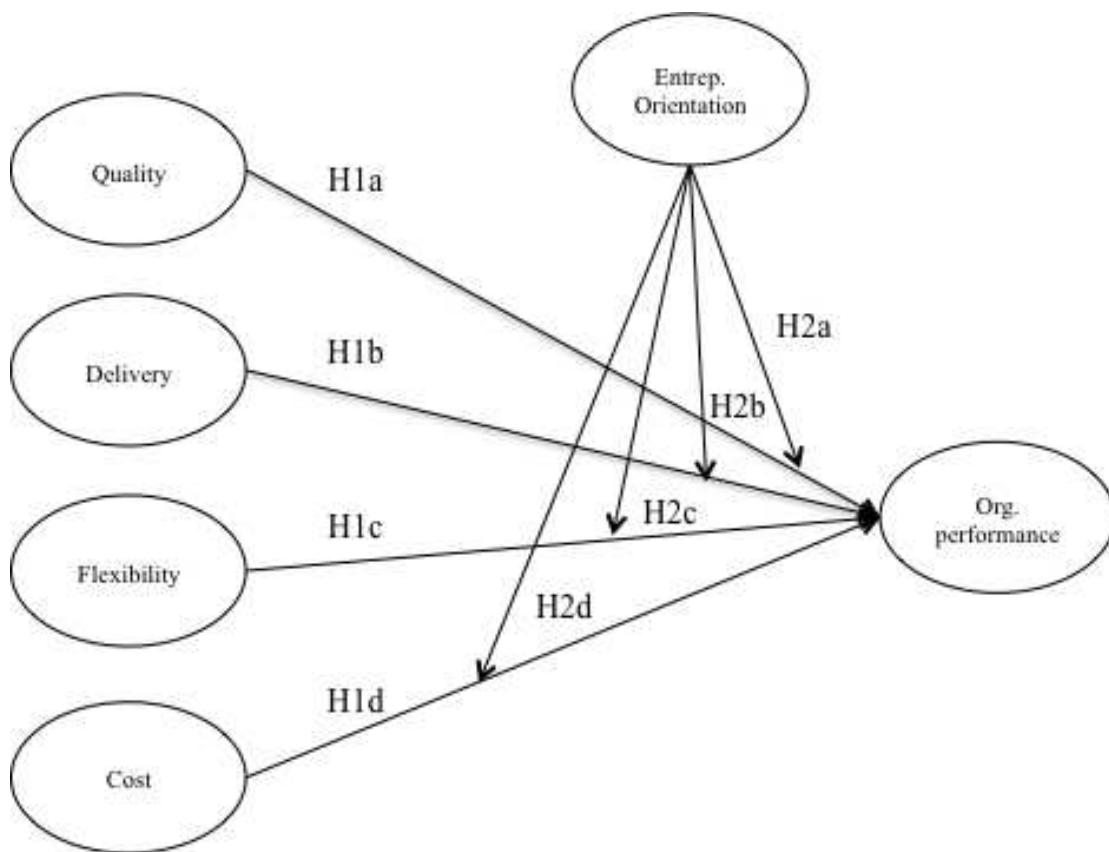 Entrep.
Orientation
Quality
H1a
H2a
Delivery
H1b
H2b
Org.
performance
Flexibility
H1c
H2c
H2d
Cost
H1d